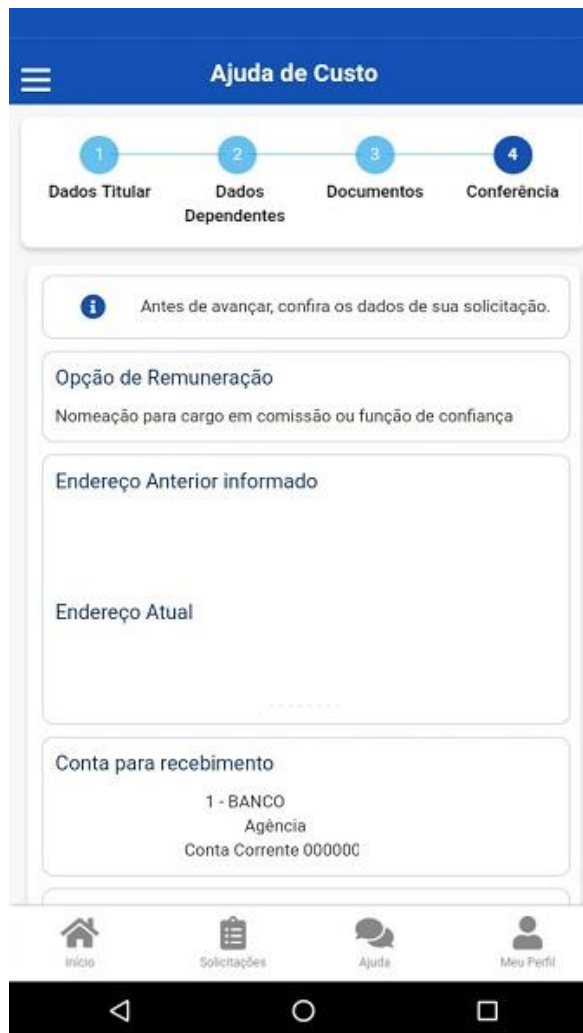 Ajuda de Custo
1
2
3
4
Dados Titular
Dados
Dependentes
Documentos
Conferência
Antes de avançar, confira os dados de sua solicitação.
Opção de Remuneração
Nomeação para cargo em comissão ou função de confiança
Endereço Anterior informado
Endereço Atual
Conta para recebimento
1 - BANCO
Agência
Conta Corrente 000000
Início
Solicitações
Ajuda
Meu Perfil